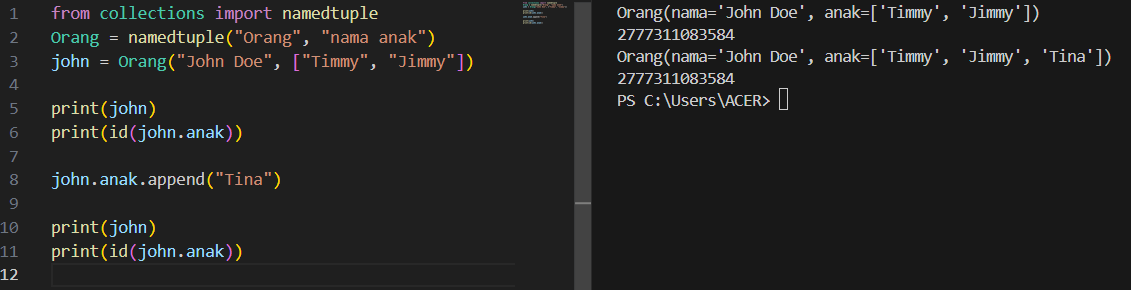 1 from collections import namedtuple
2 Orang = namedtuple("Orang", "nama anak")
3 john = Orang("John Doe", ["Timmy", "Jimmy"])
4
5 print(john)
6 print(id(john.anak))
7
8 john.anak.append("Tina")
9
10 print(john)
11 print(id(john.anak))
12
Orang(nama='John Doe', anak=['Timmy', 'Jimmy'])
2777311083584
Orang(nama='John Doe', anak=['Timmy', 'Jimmy', 'Tina'])
2777311083584
PS C:\Users\ACER>